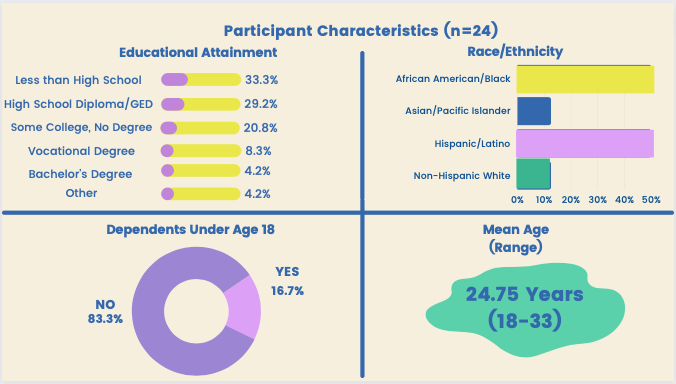 Participant Characteristics (n=24)
Educational Attainment
Less than High School 33.3%
High School Diploma/GED 29.2%
Some College, No Degree 20.8%
Vocational Degree 8.3%
Bachelor's Degree 4.2%
Other 4.2%
Race/Ethnicity
African American/Black
Asian/Pacific Islander
Hispanic/Latino
Non-Hispanic White
0% 10% 20% 30% 40% 50%
Dependents Under Age 18
YES
16.7%
NO
83.3%
Mean Age
(Range)
24.75 Years
(18-33)